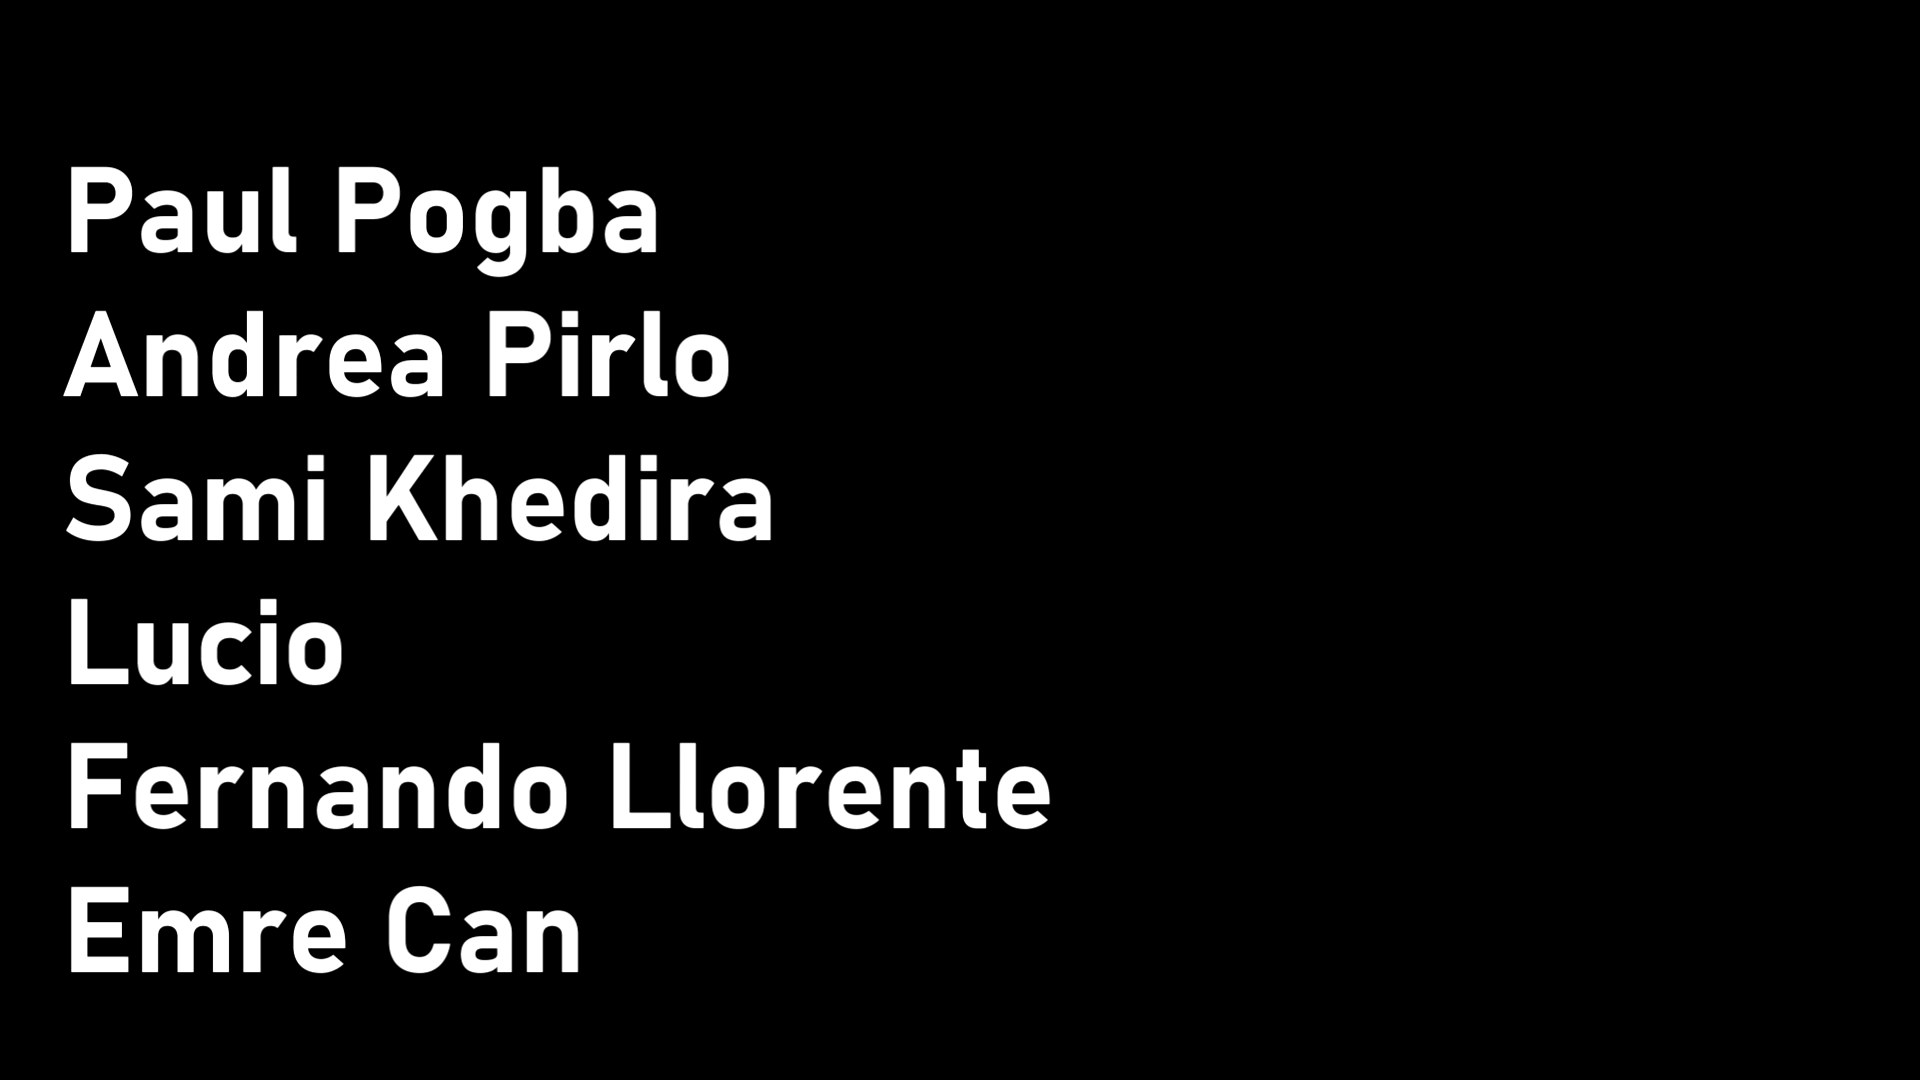 Paul Pogba
Andrea Pirlo
Sami Khedira
Lucio
Fernando Llorente
Emre Can